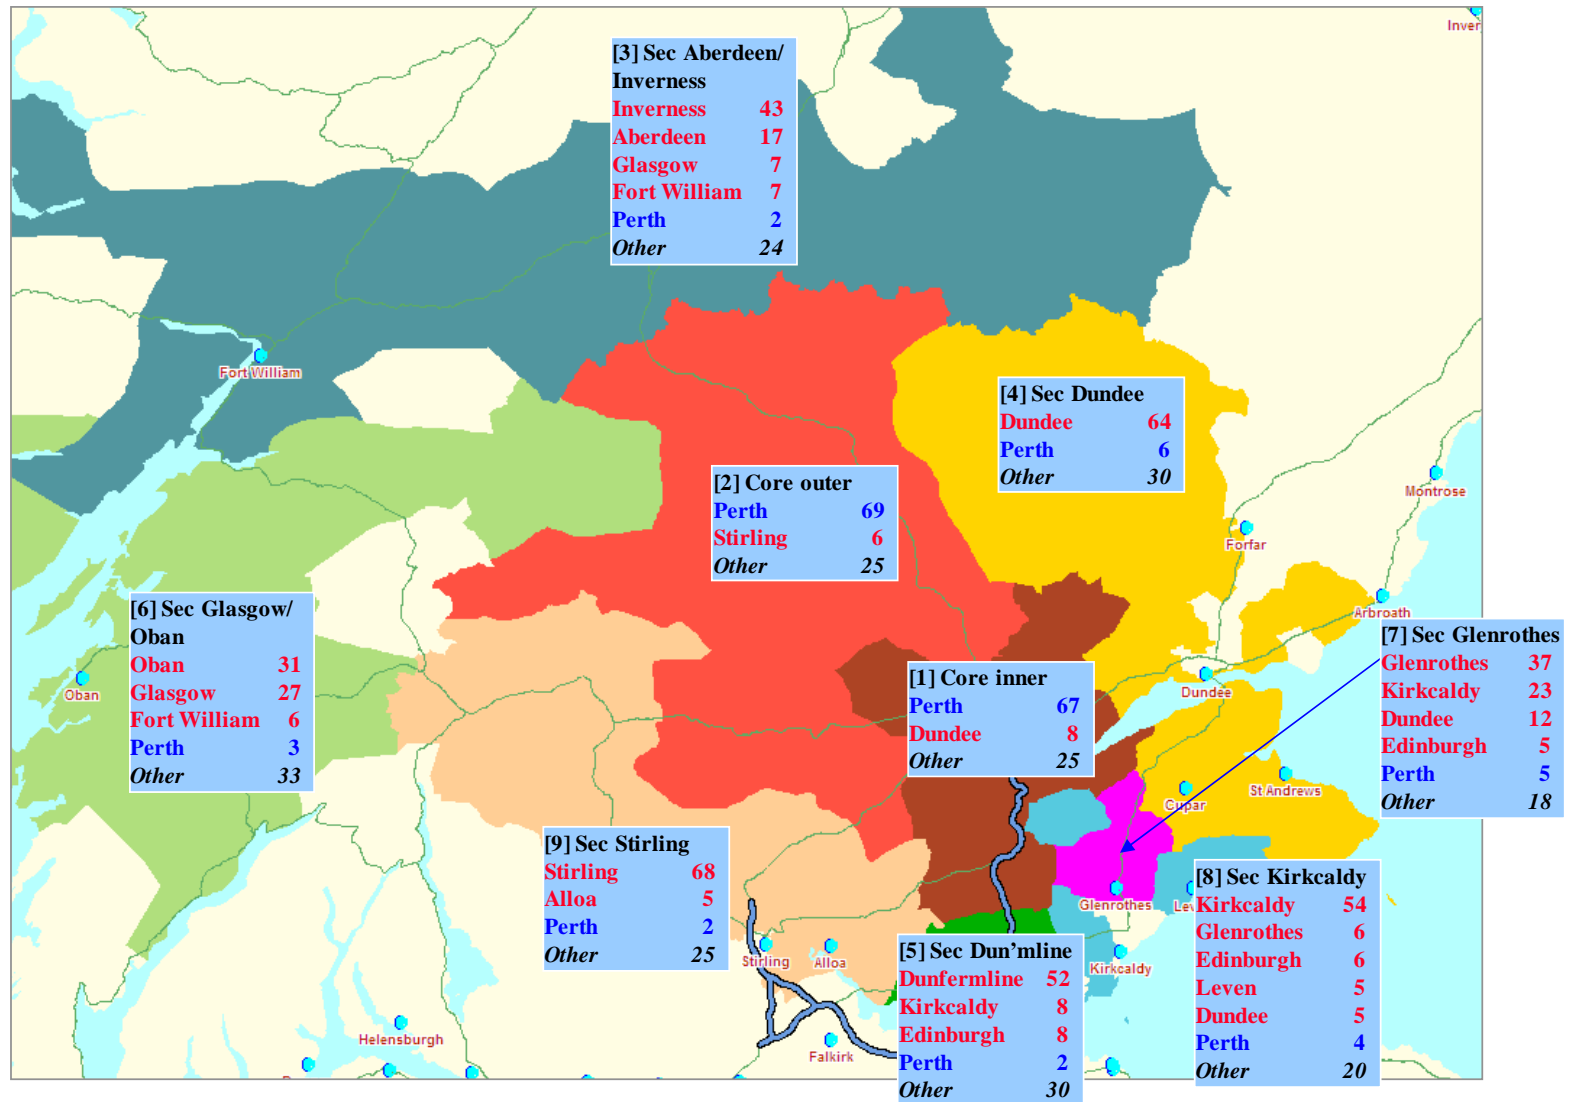 Inver
[3] Sec Aberdeen/
Inverness
Inverness 43
Aberdeen 17
Glasgow 7
Fort William 7
Perth 2
Other 24
Fort William
[4] Sec Dundee
Dundee 64
Perth 6
Other 30
[2] Core outer
Perth 69
Stirling 6
Other 25
Montrose
Forfar
Arbroath
[6] Sec Glasgow/
Oban
Oban 31
Glasgow 27
Fort William 6
Perth 3
Other 33
Oban
[7] Sec Glenrothes
Glenrothes 37
Kirkcaldy 23
Dundee 12
Edinburgh 5
Perth 5
Other 18
[1] Core inner
Perth 67
Dundee 8
Other 25
Dundee
St Andrews
Cupar
[9] Sec Stirling
Stirling 68
Alloa 5
Perth 2
Other 25
Glenrothes
Lev
[8] Sec Kirkcaldy
Kirkcaldy 54
Glenrothes 6
Edinburgh 6
Leven 5
Dundee 5
Perth 4
Other 20
[5] Sec Dun'mline
Dunfermline 52
Kirkcaldy 8
Edinburgh 8
Perth 2
Other 30
Stirling
Alloa
Kirkcaldy
Helensburgh
Falkirk